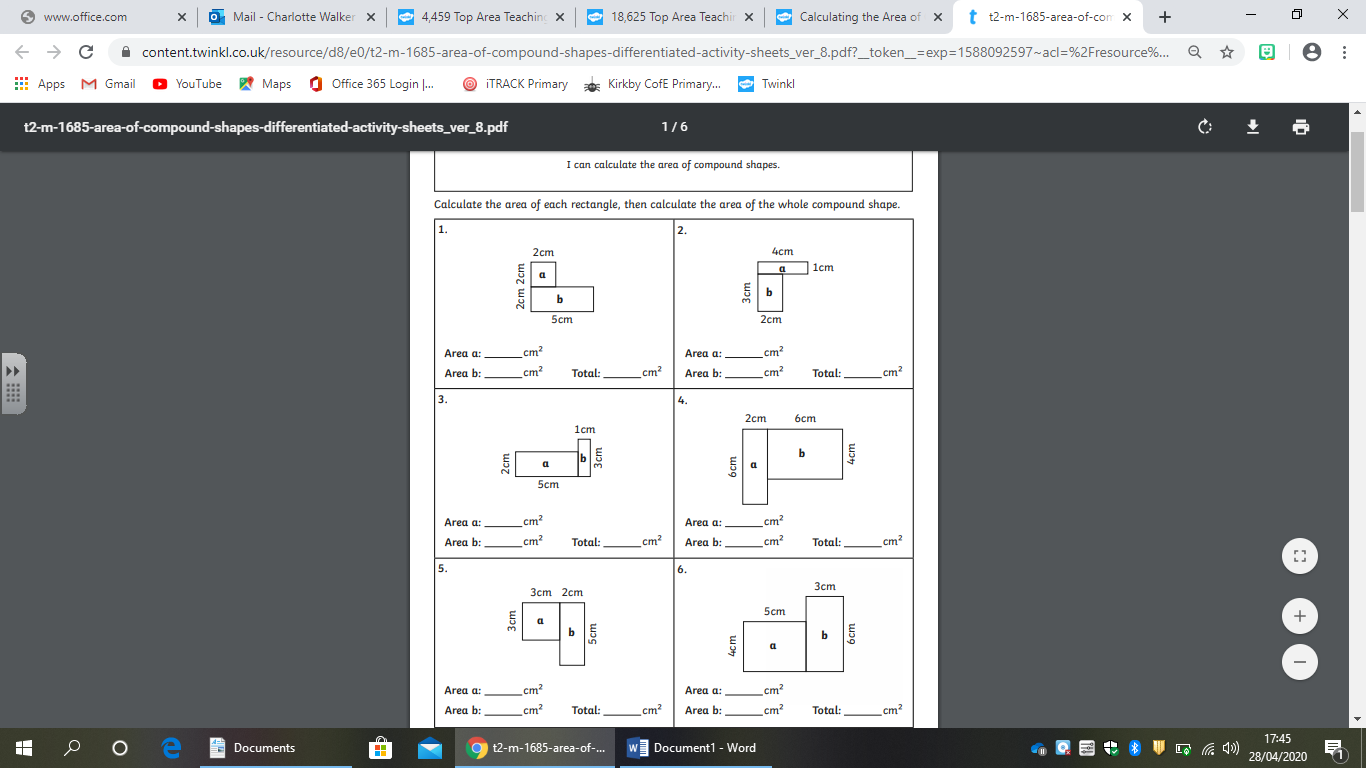 www.office.com
Mail - Charlotte Walker
4,459 Top Area Teaching
18,625 Top Area Teachin
Calculating the Area of
t2-m-1685-area-of-com
content.twinkl.co.uk/resource/d8/e0/t2-m-1685-area-of-compound-shapes-differentiated-activity-sheets_ver_8.pdf?__token__=exp=1588092597~acl=%2Fresource%...
Apps
Gmail
YouTube
Maps
Office 365 Login |...
iTRACK Primary
Kirkby CofE Primary...
Twinkl
t2-m-1685-area-of-compound-shapes-differentiated-activity-sheets_ver_8.pdf
1 / 6
I can calculate the area of compound shapes.
Calculate the area of each rectangle, then calculate the area of the whole compound shape.
1.
2cm
2cm
a
2cm
b
5cm
Area a: ______cm²
Area b: ______cm² Total: ______cm²
2.
4cm
a
1cm
3cm
b
2cm
Area a: ______cm²
Area b: ______cm² Total: ______cm²
3.
1cm
2cm
a
b
3cm
5cm
Area a: ______cm²
Area b: ______cm² Total: ______cm²
4.
2cm 6cm
6cm
a
b
4cm
Area a: ______cm²
Area b: ______cm² Total: ______cm²
5.
3cm 2cm
3cm
a
b
5cm
Area a: ______cm²
Area b: ______cm² Total: ______cm²
6.
3cm
5cm
4cm
a
b
6cm
Area a: ______cm²
Area b: ______cm² Total: ______cm²
Documents
t2-m-1685-area-of-...
Document1 - Word
17:45
28/04/2020
1